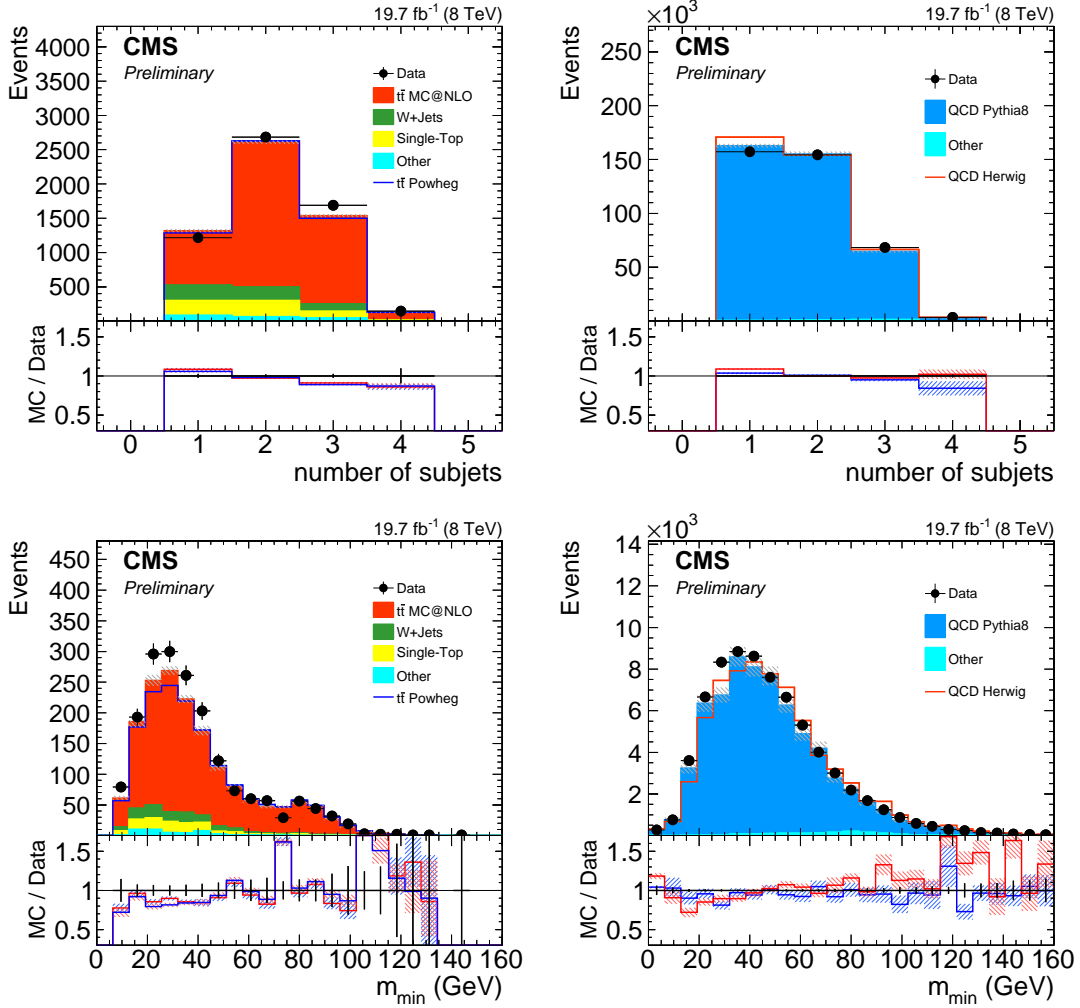 19.7 fb⁻¹ (8 TeV)
CMS
Preliminary
Events
4000
3500
3000
2500
2000
1500
1000
500
Data
tt̄ MC@NLO
W+Jets
Single-Top
Other
tt̄ Powheg
MC / Data
1.5
1
0.5
0 1 2 3 4 5
number of subjets
×10³
19.7 fb⁻¹ (8 TeV)
CMS
Preliminary
Events
250
200
150
100
50
Data
QCD Pythia8
Other
QCD Herwig
MC / Data
1.5
1
0.5
0 1 2 3 4 5
number of subjets
19.7 fb⁻¹ (8 TeV)
CMS
Preliminary
Events
450
400
350
300
250
200
150
100
50
Data
tt̄ MC@NLO
W+Jets
Single-Top
Other
tt̄ Powheg
MC / Data
1.5
1
0.5
0 20 40 60 80 100 120 140 160
m_min (GeV)
×10³
19.7 fb⁻¹ (8 TeV)
CMS
Preliminary
Events
14
12
10
8
6
4
2
Data
QCD Pythia8
Other
QCD Herwig
MC / Data
1.5
1
0.5
0 20 40 60 80 100 120 140 160
m_min (GeV)